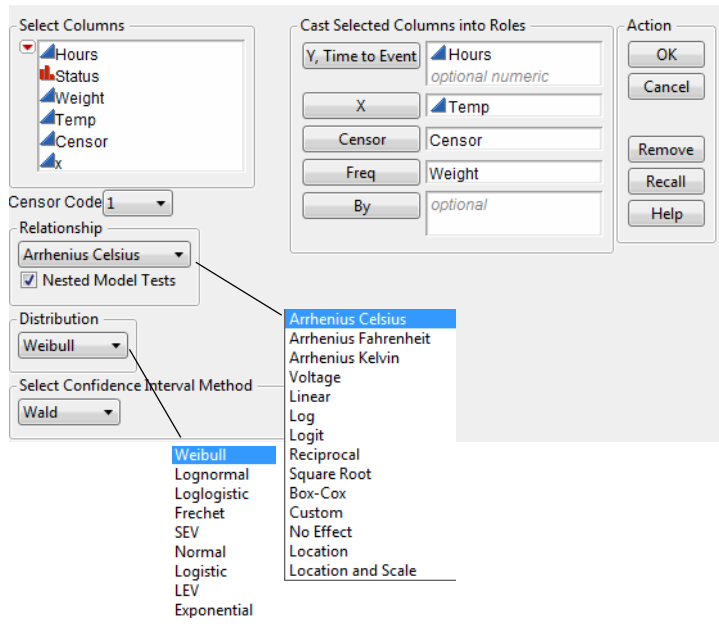 Select Columns
Hours
Status
Weight
Temp
Censor
x
Censor Code 1
Relationship
Arrhenius Celsius
Nested Model Tests
Distribution
Weibull
Select Confidence Interval Method
Wald
Cast Selected Columns into Roles
Y, Time to Event Hours
optional numeric
X Temp
Censor Censor
Freq Weight
By optional
Action
OK
Cancel
Remove
Recall
Help
Arrhenius Celsius
Arrhenius Fahrenheit
Arrhenius Kelvin
Voltage
Linear
Log
Logit
Reciprocal
Square Root
Box-Cox
Custom
No Effect
Location
Location and Scale
Weibull
Lognormal
Loglogistic
Frechet
SEV
Normal
Logistic
LEV
Exponential